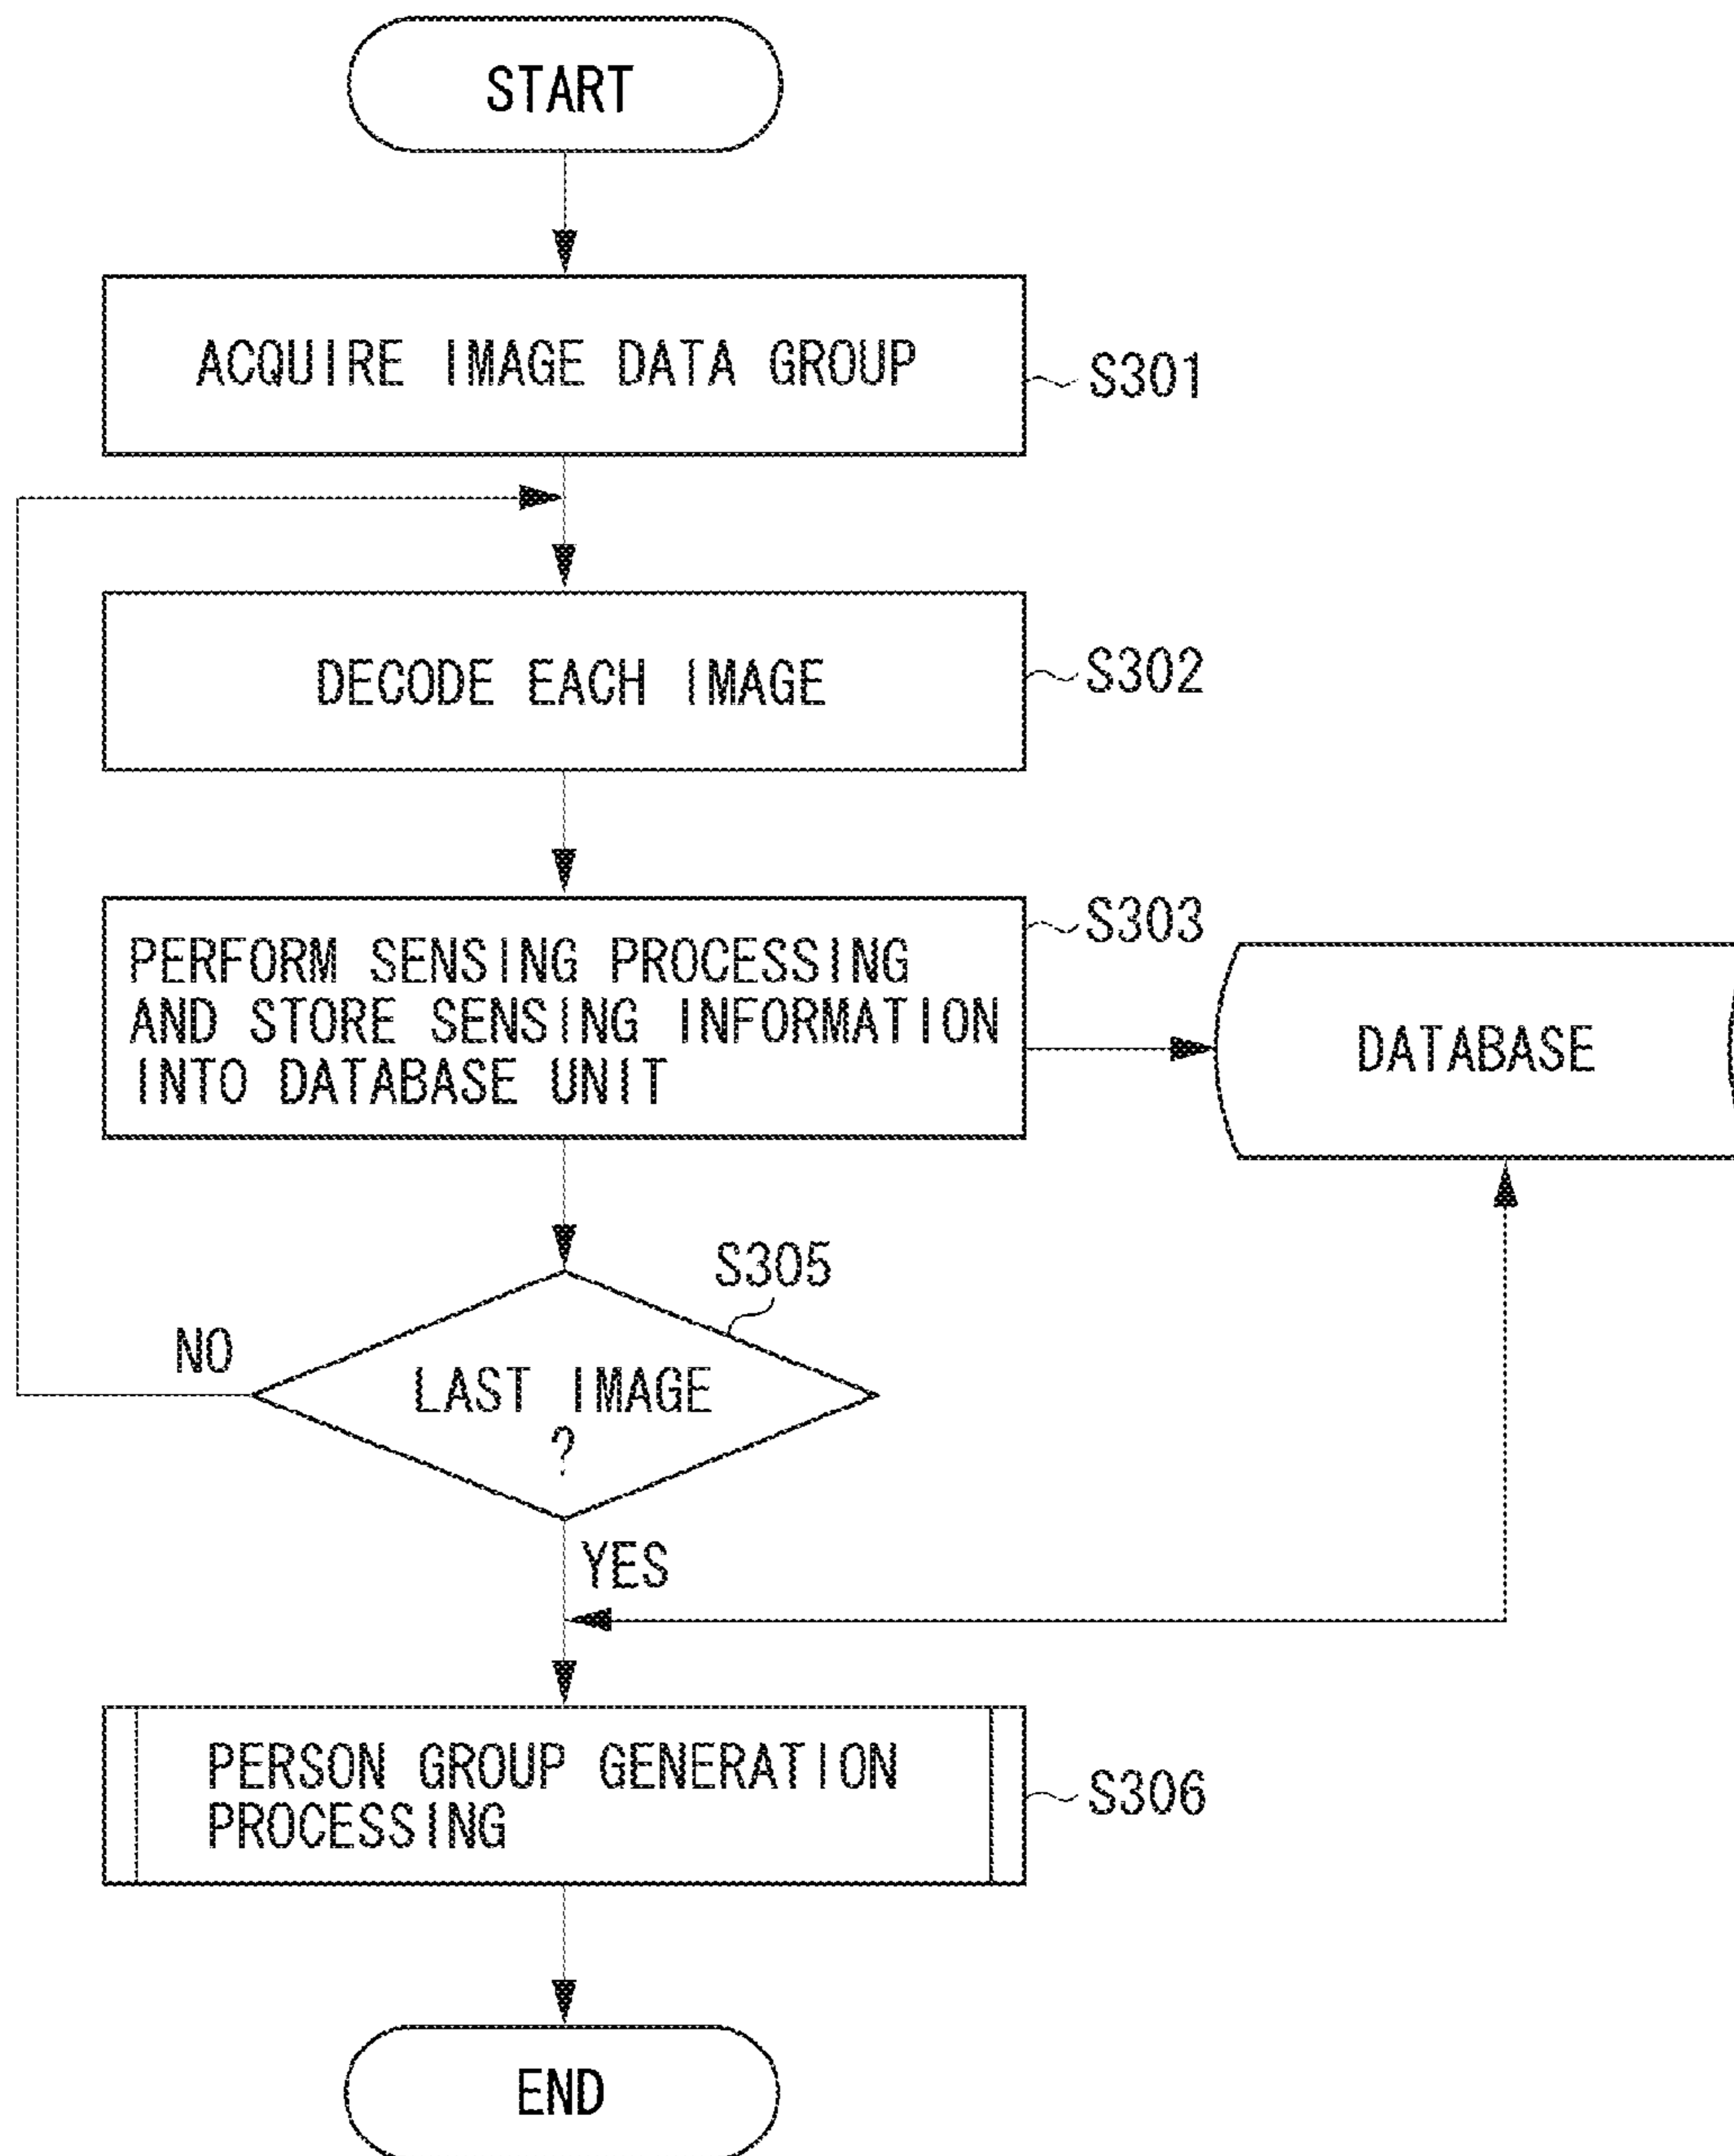 START
ACQUIRE IMAGE DATA GROUP
S301
DECODE EACH IMAGE
S302
PERFORM SENSING PROCESSING
AND STORE SENSING INFORMATION
INTO DATABASE UNIT
S303
DATABASE
S305
NO
LAST IMAGE
?
YES
PERSON GROUP GENERATION
PROCESSING
S306
END